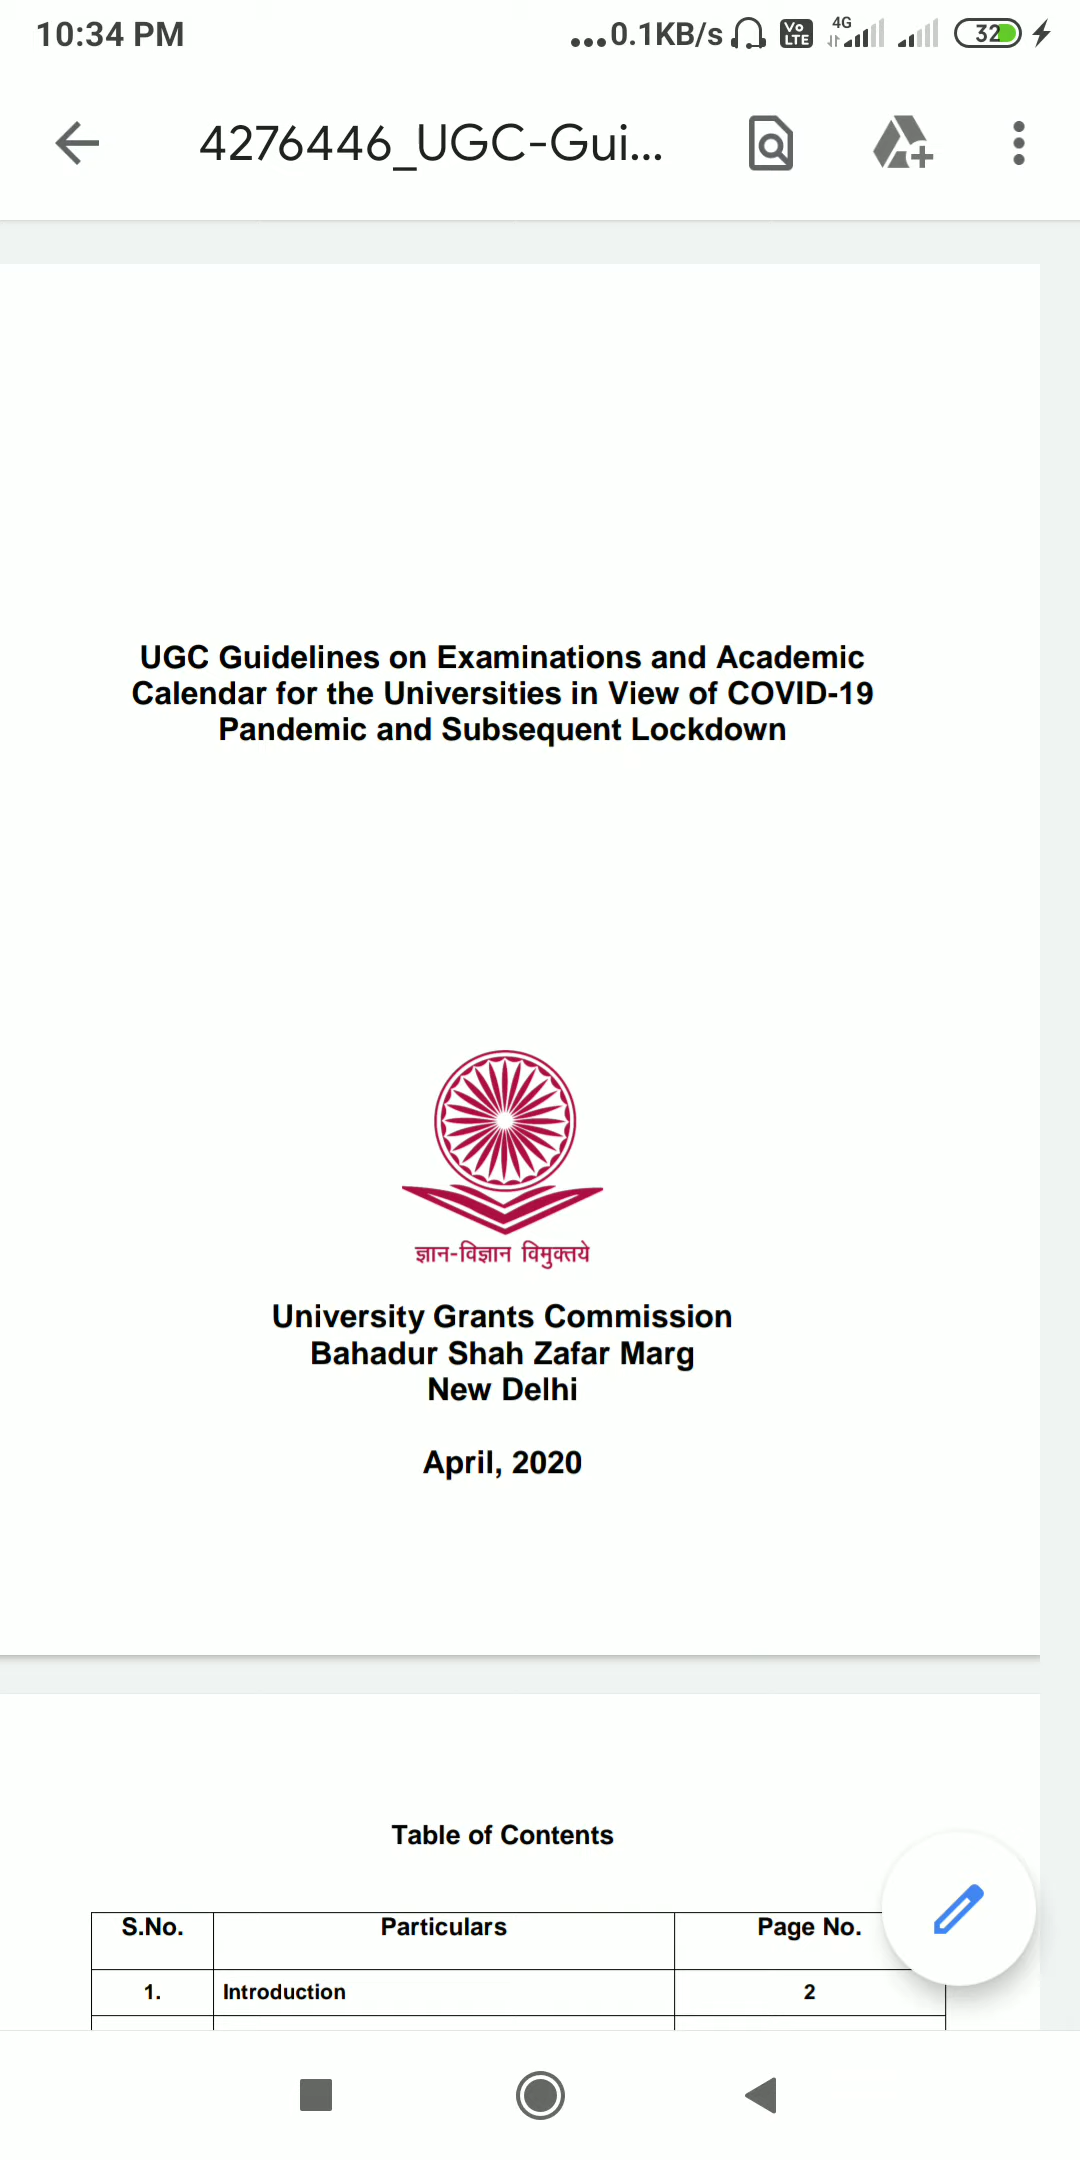 10:34 PM
...0.1KB/s Vo LTE 4G 32
4276446_UGC-Gui...
UGC Guidelines on Examinations and Academic
Calendar for the Universities in View of COVID-19
Pandemic and Subsequent Lockdown
ज्ञान-विज्ञान विमुक्तये
University Grants Commission
Bahadur Shah Zafar Marg
New Delhi
April, 2020
Table of Contents
S.No. Particulars Page No.
1. Introduction 2